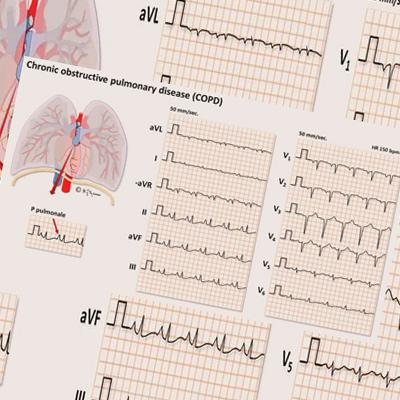 aVL
V1
Chronic obstructive pulmonary disease (COPD)
50 mm/sec.
aVL
I
-aVR
II
aVF
III
50 mm/sec.
HR 150 bpm
V1
V2
V3
V4
V5
V6
P pulmonale
aVF
III
V5